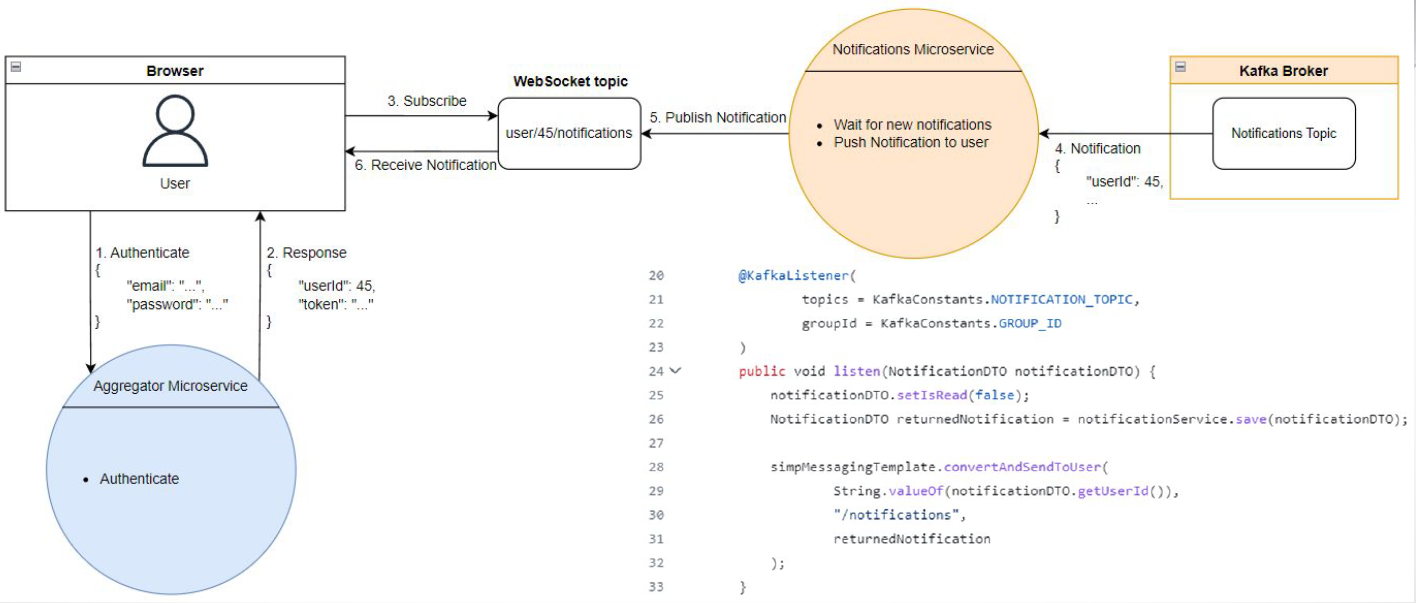 Browser
User
3. Subscribe
6. Receive Notification
WebSocket topic
user/45/notifications
5. Publish Notification
Notifications Microservice
• Wait for new notifications
• Push Notification to user
Kafka Broker
Notifications Topic
4. Notification
{
"userId": 45,
...
}
1. Authenticate
{
"email": "...",
"password": "..."
}
2. Response
{
"userId": 45,
"token": "..."
}
Aggregator Microservice
• Authenticate
20 @KafkaListener(
21 topics = KafkaConstants.NOTIFICATION_TOPIC,
22 groupId = KafkaConstants.GROUP_ID
23 )
24 public void listen(NotificationDTO notificationDTO) {
25 notificationDTO.setIsRead(false);
26 NotificationDTO returnedNotification = notificationService.save(notificationDTO);
27
28 simpMessagingTemplate.convertAndSendToUser(
29 String.valueOf(notificationDTO.getUserId()),
30 "/notifications",
31 returnedNotification
32 );
33 }